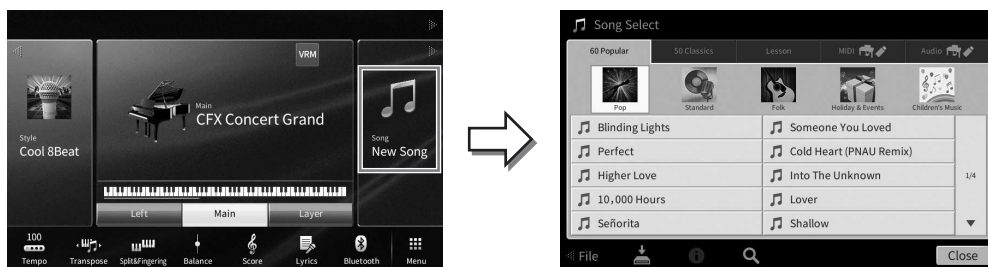 VRM
Main
CFX Concert Grand
Style
Cool 8Beat
Song
New Song
Left Main Layer
100
Tempo Transpose Split&Fingering Balance Score Lyrics Bluetooth Menu
Song Select
60 Popular 50 Classics Lesson MIDI Audio
Pop Standard Folk Holiday & Events Children's Music
Blinding Lights Someone You Loved
Perfect Cold Heart (PNAU Remix)
Higher Love Into The Unknown 1/4
10,000 Hours Lover
Señorita Shallow
File Close